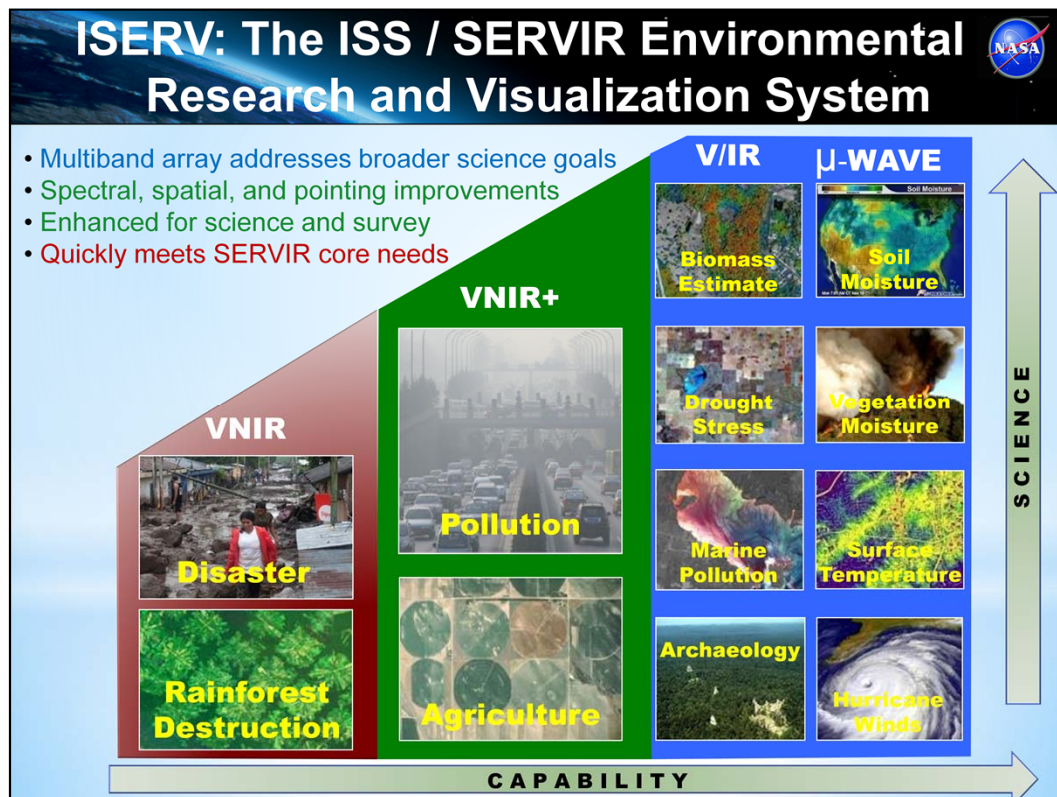 ISERV: The ISS / SERVIR Environmental
Research and Visualization System
NASA
• Multiband array addresses broader science goals
• Spectral, spatial, and pointing improvements
• Enhanced for science and survey
• Quickly meets SERVIR core needs
VNIR
Disaster
Rainforest
Destruction
VNIR+
Pollution
Agriculture
V/IR
Biomass
Estimate
Drought
Stress
Marine
Pollution
Archaeology
μ-WAVE
Soil Moisture
Soil
Moisture
Vegetation
Moisture
Surface
Temperature
Hurricane
Winds
SCIENCE
CAPABILITY